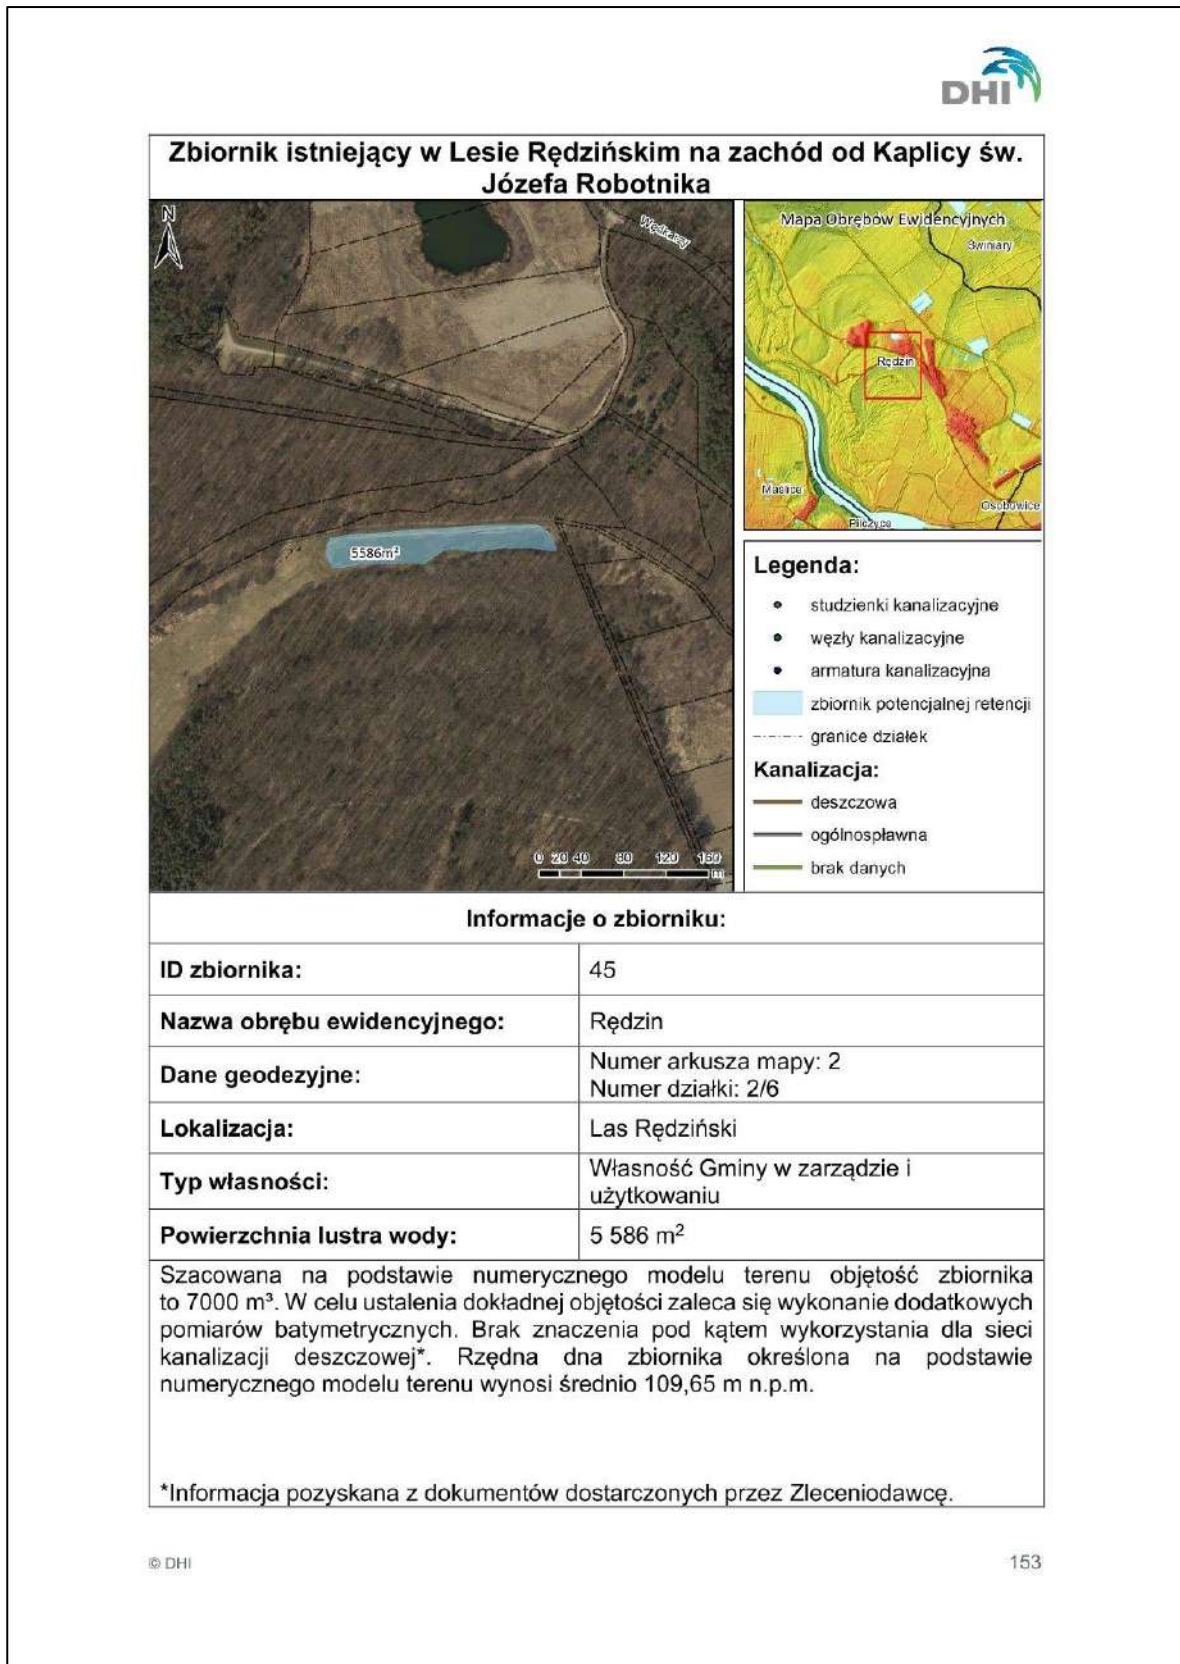 DHI
Zbiornik istniejący w Lesie Rędzińskim na zachód od Kaplicy św.
Józefa Robotnika
N
Wędkarzy
5586m²
0 20 40 80 120 160
m
Mapa Obrębów Ewidencyjnych
Świniary
Rędzin
Maślice
Osobowice
Pilczyce
Legenda:
studzienki kanalizacyjne
węzły kanalizacyjne
armatura kanalizacyjna
zbiornik potencjalnej retencji
granice działek
Kanalizacja:
deszczowa
ogólnospławna
brak danych
Informacje o zbiorniku:
ID zbiornika: 45
Nazwa obrębu ewidencyjnego: Rędzin
Dane geodezyjne: Numer arkusza mapy: 2
Numer działki: 2/6
Lokalizacja: Las Rędziński
Typ własności: Własność Gminy w zarządzie i
użytkowaniu
Powierzchnia lustra wody: 5 586 m²
Szacowana na podstawie numerycznego modelu terenu objętość zbiornika
to 7000 m³. W celu ustalenia dokładnej objętości zaleca się wykonanie dodatkowych
pomiarów batymetrycznych. Brak znaczenia pod kątem wykorzystania dla sieci
kanalizacji deszczowej*. Rzędna dna zbiornika określona na podstawie
numerycznego modelu terenu wynosi średnio 109,65 m n.p.m.
*Informacja pozyskana z dokumentów dostarczonych przez Zleceniodawcę.
© DHI
153